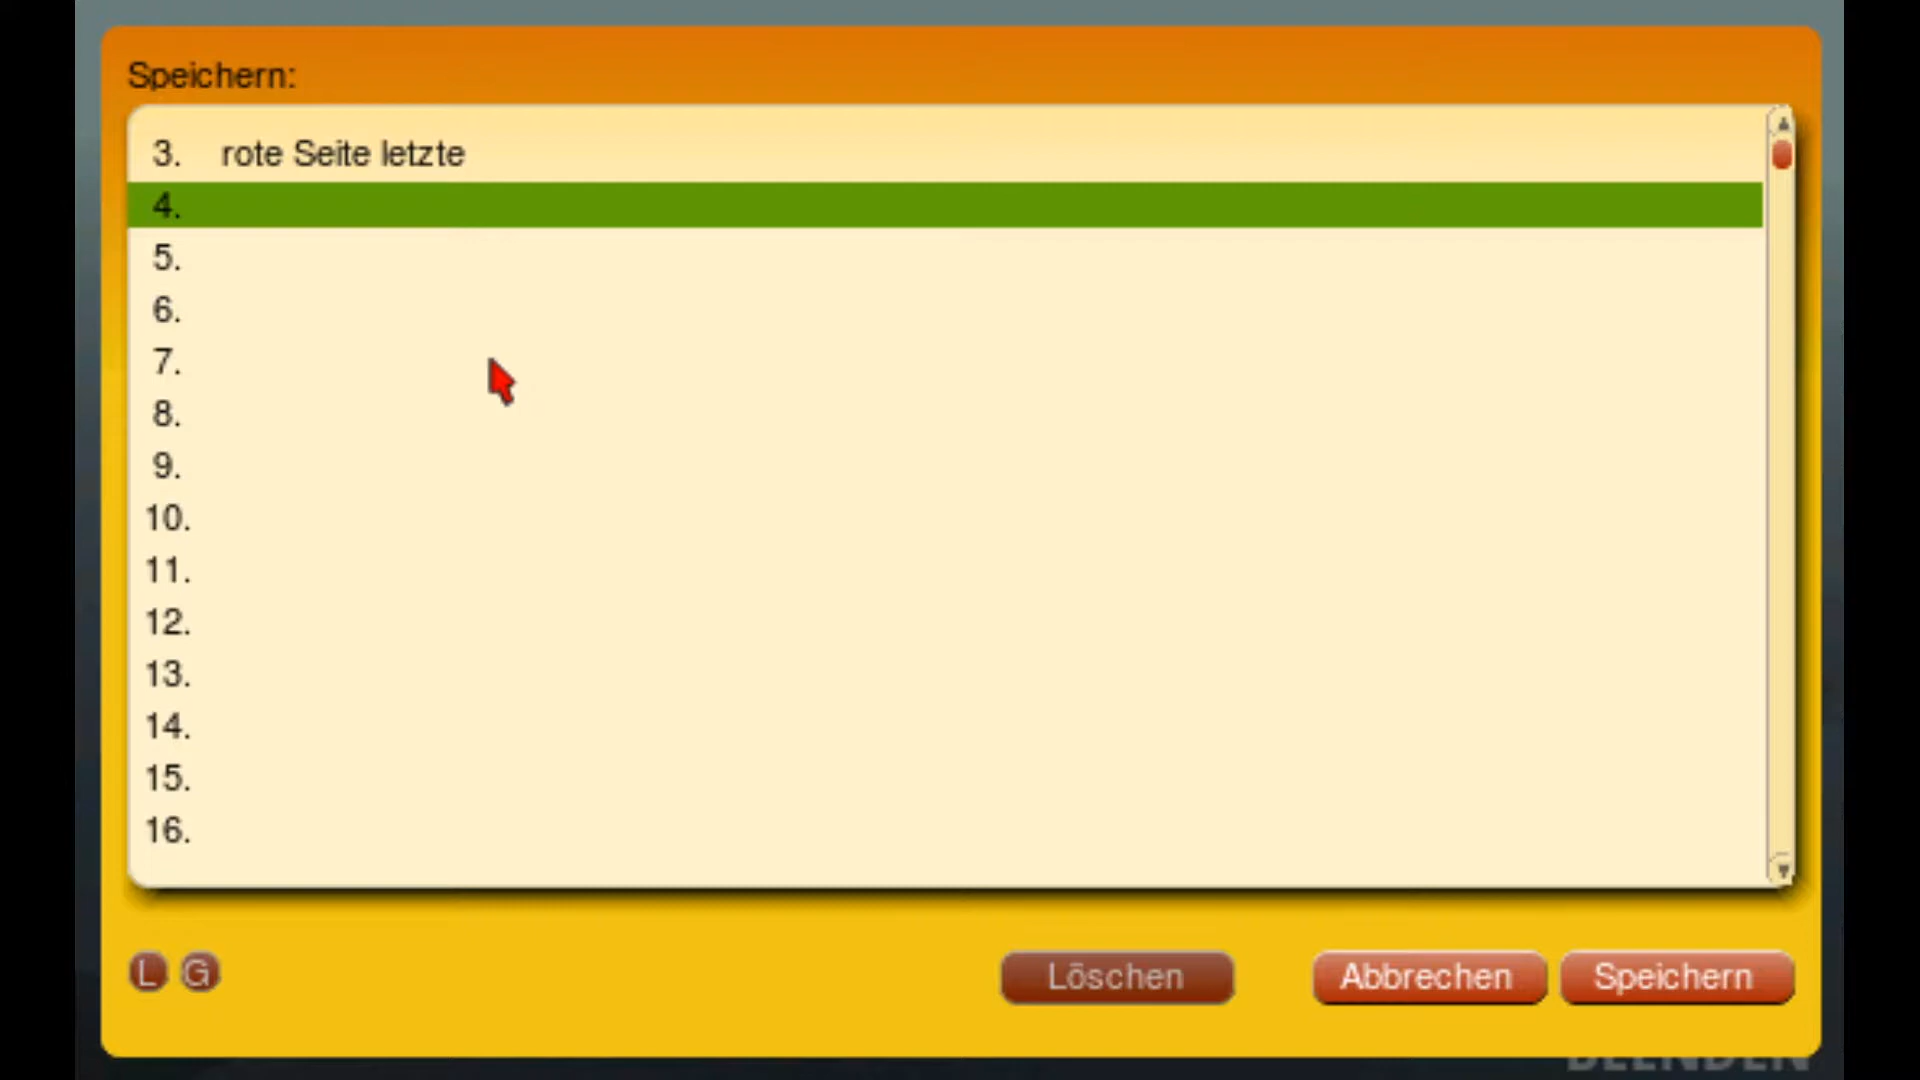 Speichern:
3. rote Seite letzte
4.
5.
6.
7.
8.
9.
10.
11.
12.
13.
14.
15.
16.
L G
Löschen Abbrechen Speichern
BEENDEN